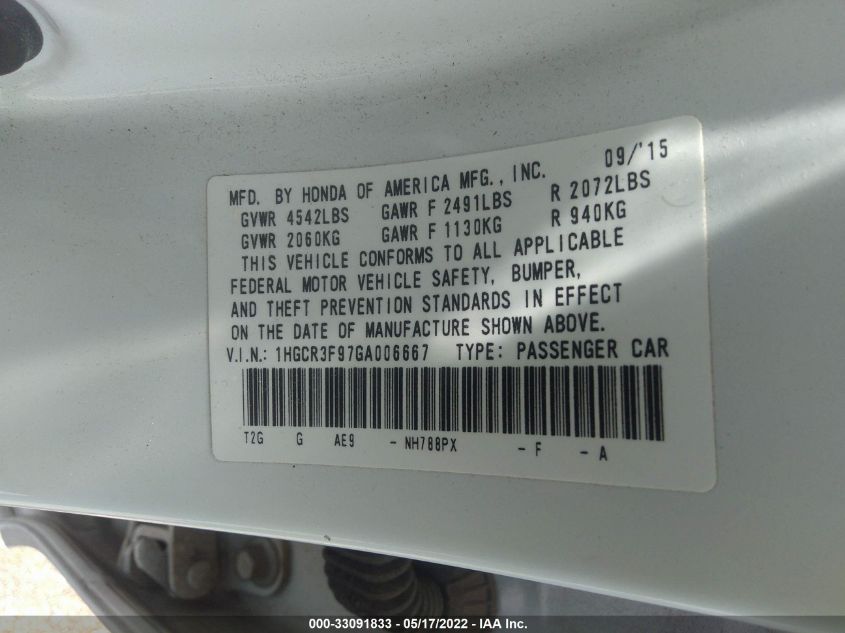 09/'15
MFD. BY HONDA OF AMERICA MFG., INC.
GVWR 4542LBS GAWR F 2491LBS R 2072LBS
GVWR 2060KG GAWR F 1130KG R 940KG
THIS VEHICLE CONFORMS TO ALL APPLICABLE
FEDERAL MOTOR VEHICLE SAFETY, BUMPER,
AND THEFT PREVENTION STANDARDS IN EFFECT
ON THE DATE OF MANUFACTURE SHOWN ABOVE.
V.I.N.: 1HGCR3F97GA006667 TYPE: PASSENGER CAR
T2G G AE9 - NH788PX - F - A
000-33091833 / 05/17/2022 - IAA Inc.